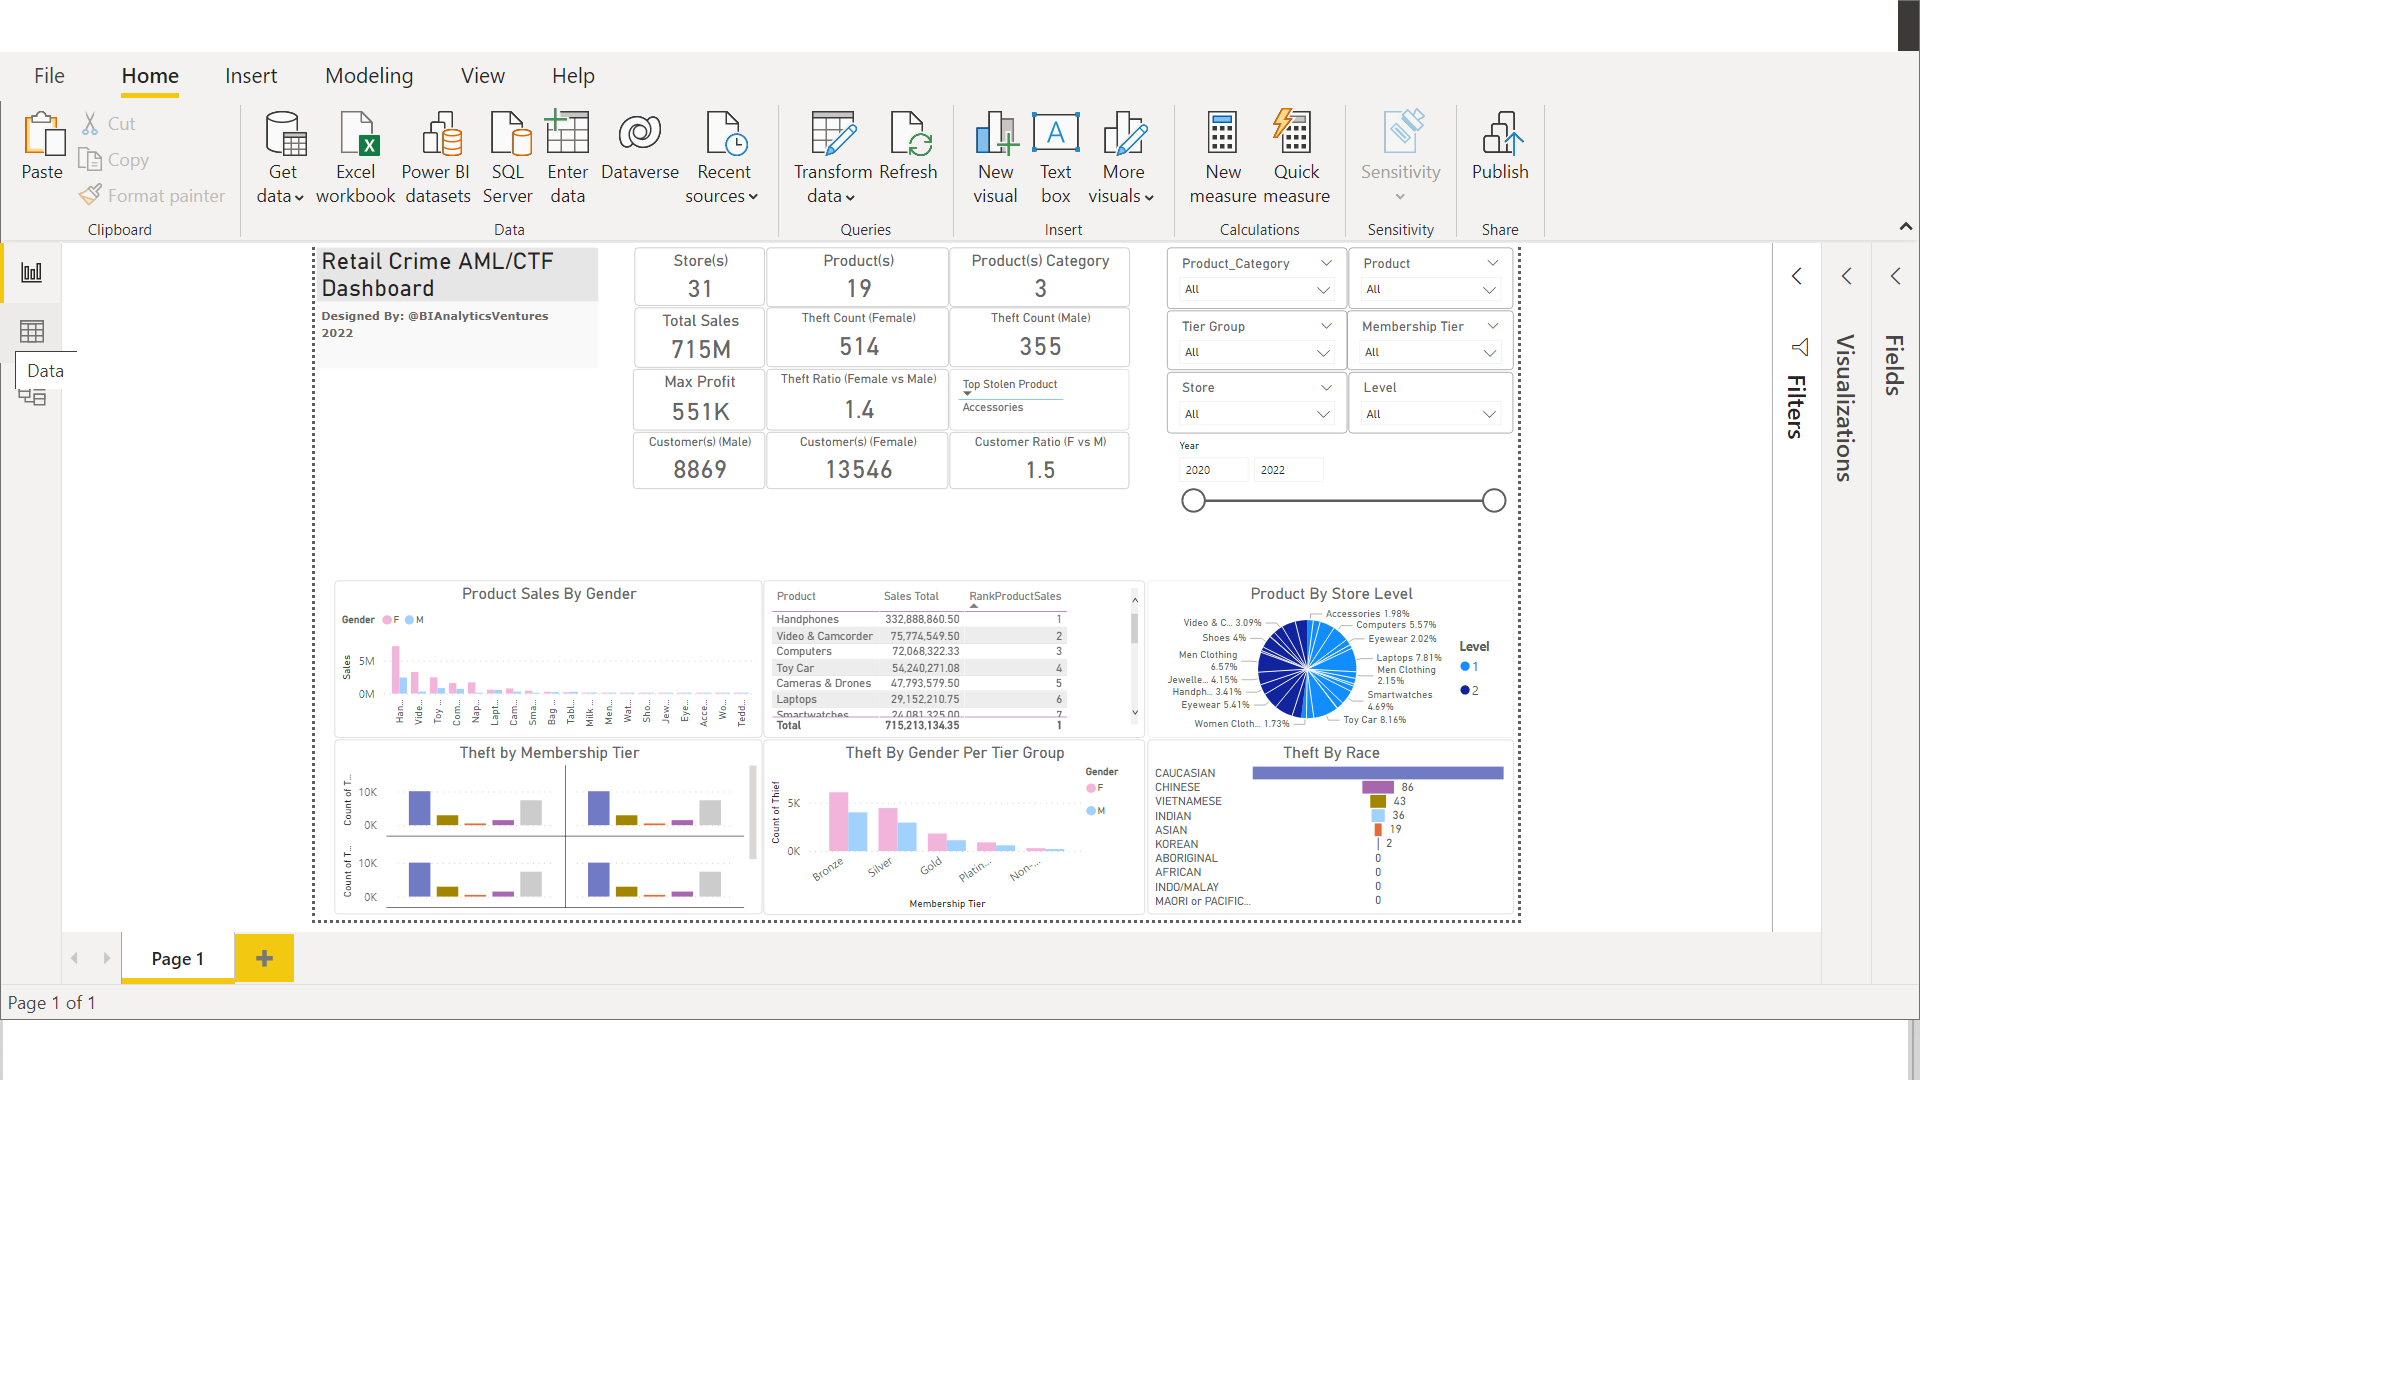 File Home Insert Modeling View Help
Paste
Cut
Copy
Format painter
Clipboard
Get data
Excel workbook
Power BI datasets
SQL Server
Enter data
Dataverse
Recent sources
Data
Transform data
Refresh
Queries
New visual
Text box
More visuals
Insert
New measure
Quick measure
Calculations
Sensitivity
Sensitivity
Publish
Share
Data
Retail Crime AML/CTF
Dashboard
Designed By: @BIAnalyticsVentures
2022
Store(s)
31
Product(s)
19
Product(s) Category
3
Total Sales
715M
Theft Count (Female)
514
Theft Count (Male)
355
Max Profit
551K
Theft Ratio (Female vs Male)
1.4
Top Stolen Product
Accessories
Customer(s) (Male)
8869
Customer(s) (Female)
13546
Customer Ratio (F vs M)
1.5
Product_Category
All
Product
All
Tier Group
All
Membership Tier
All
Store
All
Level
All
Year
2020 2022
Filters
Visualizations
Fields
Product Sales By Gender
Gender F M
Sales
5M
0M
Han... Vide... Toy ... Com... Nap... Lapt... Cam... Sma... Bag ... Tabl... Milk ... Men... Wat... Sho... Jew... Eye... Acce... Wo... Tedd...
Product Sales Total RankProductSales
Handphones 332,888,860.50 1
Video & Camcorder 75,774,549.50 2
Computers 72,068,322.33 3
Toy Car 54,240,271.08 4
Cameras & Drones 47,793,579.50 5
Laptops 29,152,210.75 6
Smartwatches 24,081,325.00 7
Total 715,213,134.35 1
Product By Store Level
Accessories 1.98%
Computers 5.57%
Eyewear 2.02%
Laptops 7.81%
Men Clothing
2.15%
Smartwatches
4.69%
Toy Car 8.16%
Video & C... 3.09%
Shoes 4%
Men Clothing
6.57%
Jewelle... 4.15%
Handph... 3.41%
Eyewear 5.41%
Women Cloth... 1.73%
Level
1
2
Theft by Membership Tier
Count of T...
10K
0K
Count of T...
10K
0K
Theft By Gender Per Tier Group
Gender
F
M
Count of Thief
5K
0K
Bronze Silver Gold Platin... Non-...
Membership Tier
Theft By Race
CAUCASIAN
CHINESE 86
VIETNAMESE 43
INDIAN 36
ASIAN 19
KOREAN 2
ABORIGINAL 0
AFRICAN 0
INDO/MALAY 0
MAORI or PACIFIC... 0
Page 1
Page 1 of 1